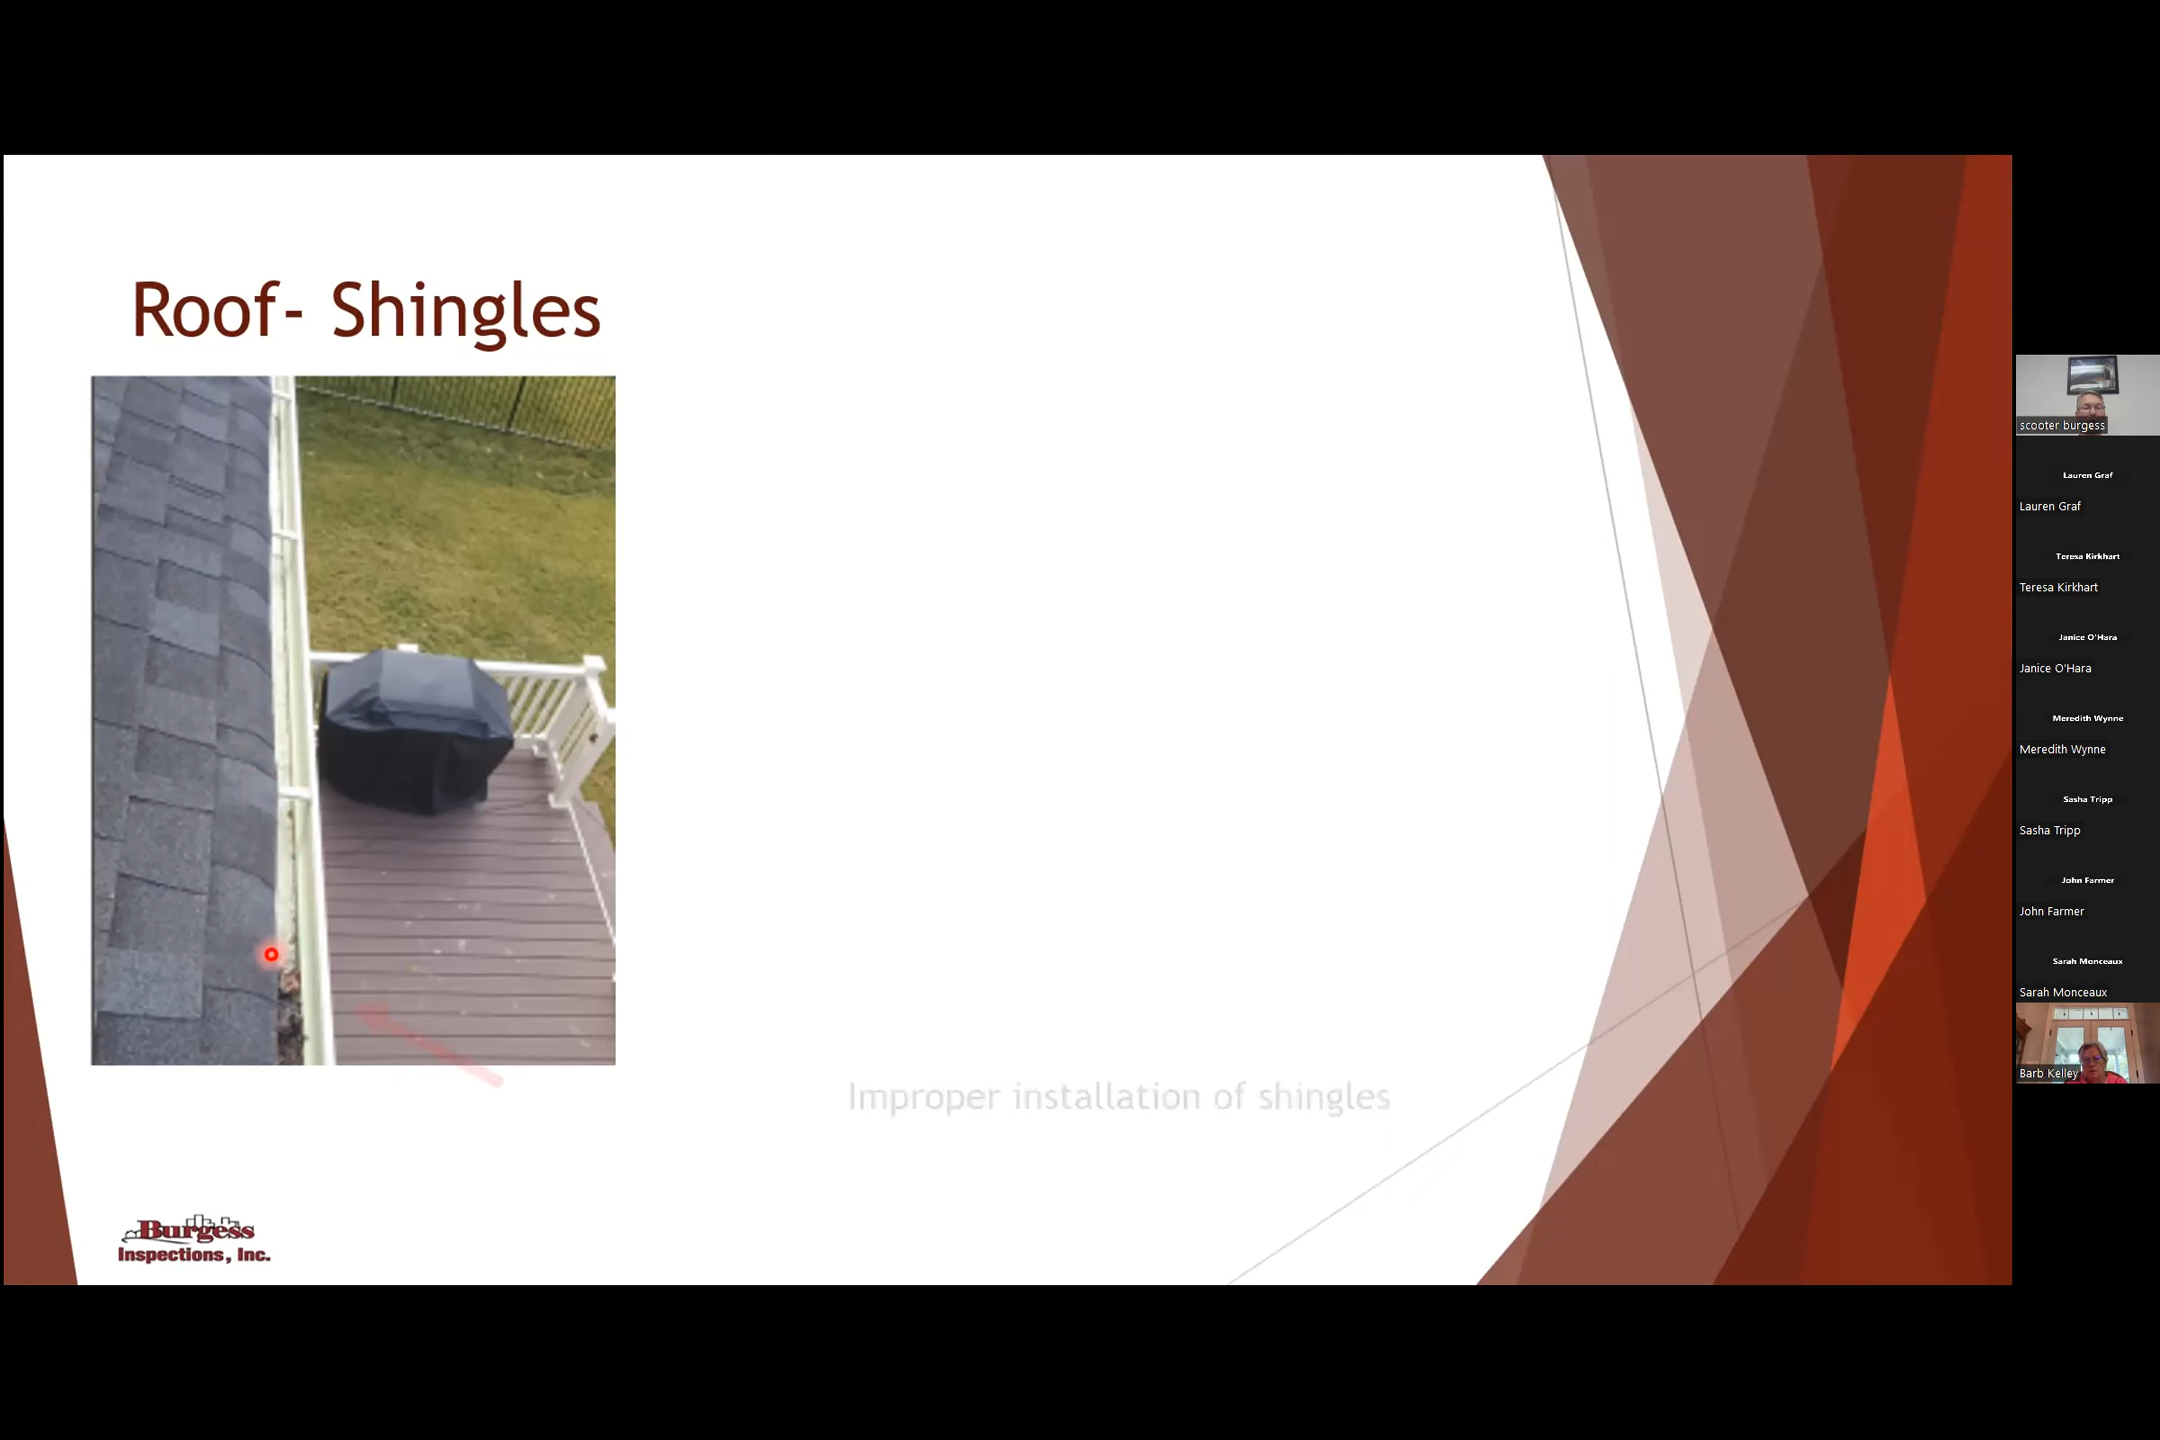 Roof- Shingles
Improper installation of shingles
Burgess
Inspections, Inc.
scooter burgess
Lauren Graf
Lauren Graf
Teresa Kirkhart
Teresa Kirkhart
Janice O'Hara
Janice O'Hara
Meredith Wynne
Meredith Wynne
Sasha Tripp
Sasha Tripp
John Farmer
John Farmer
Sarah Monceaux
Sarah Monceaux
Barb Kelley